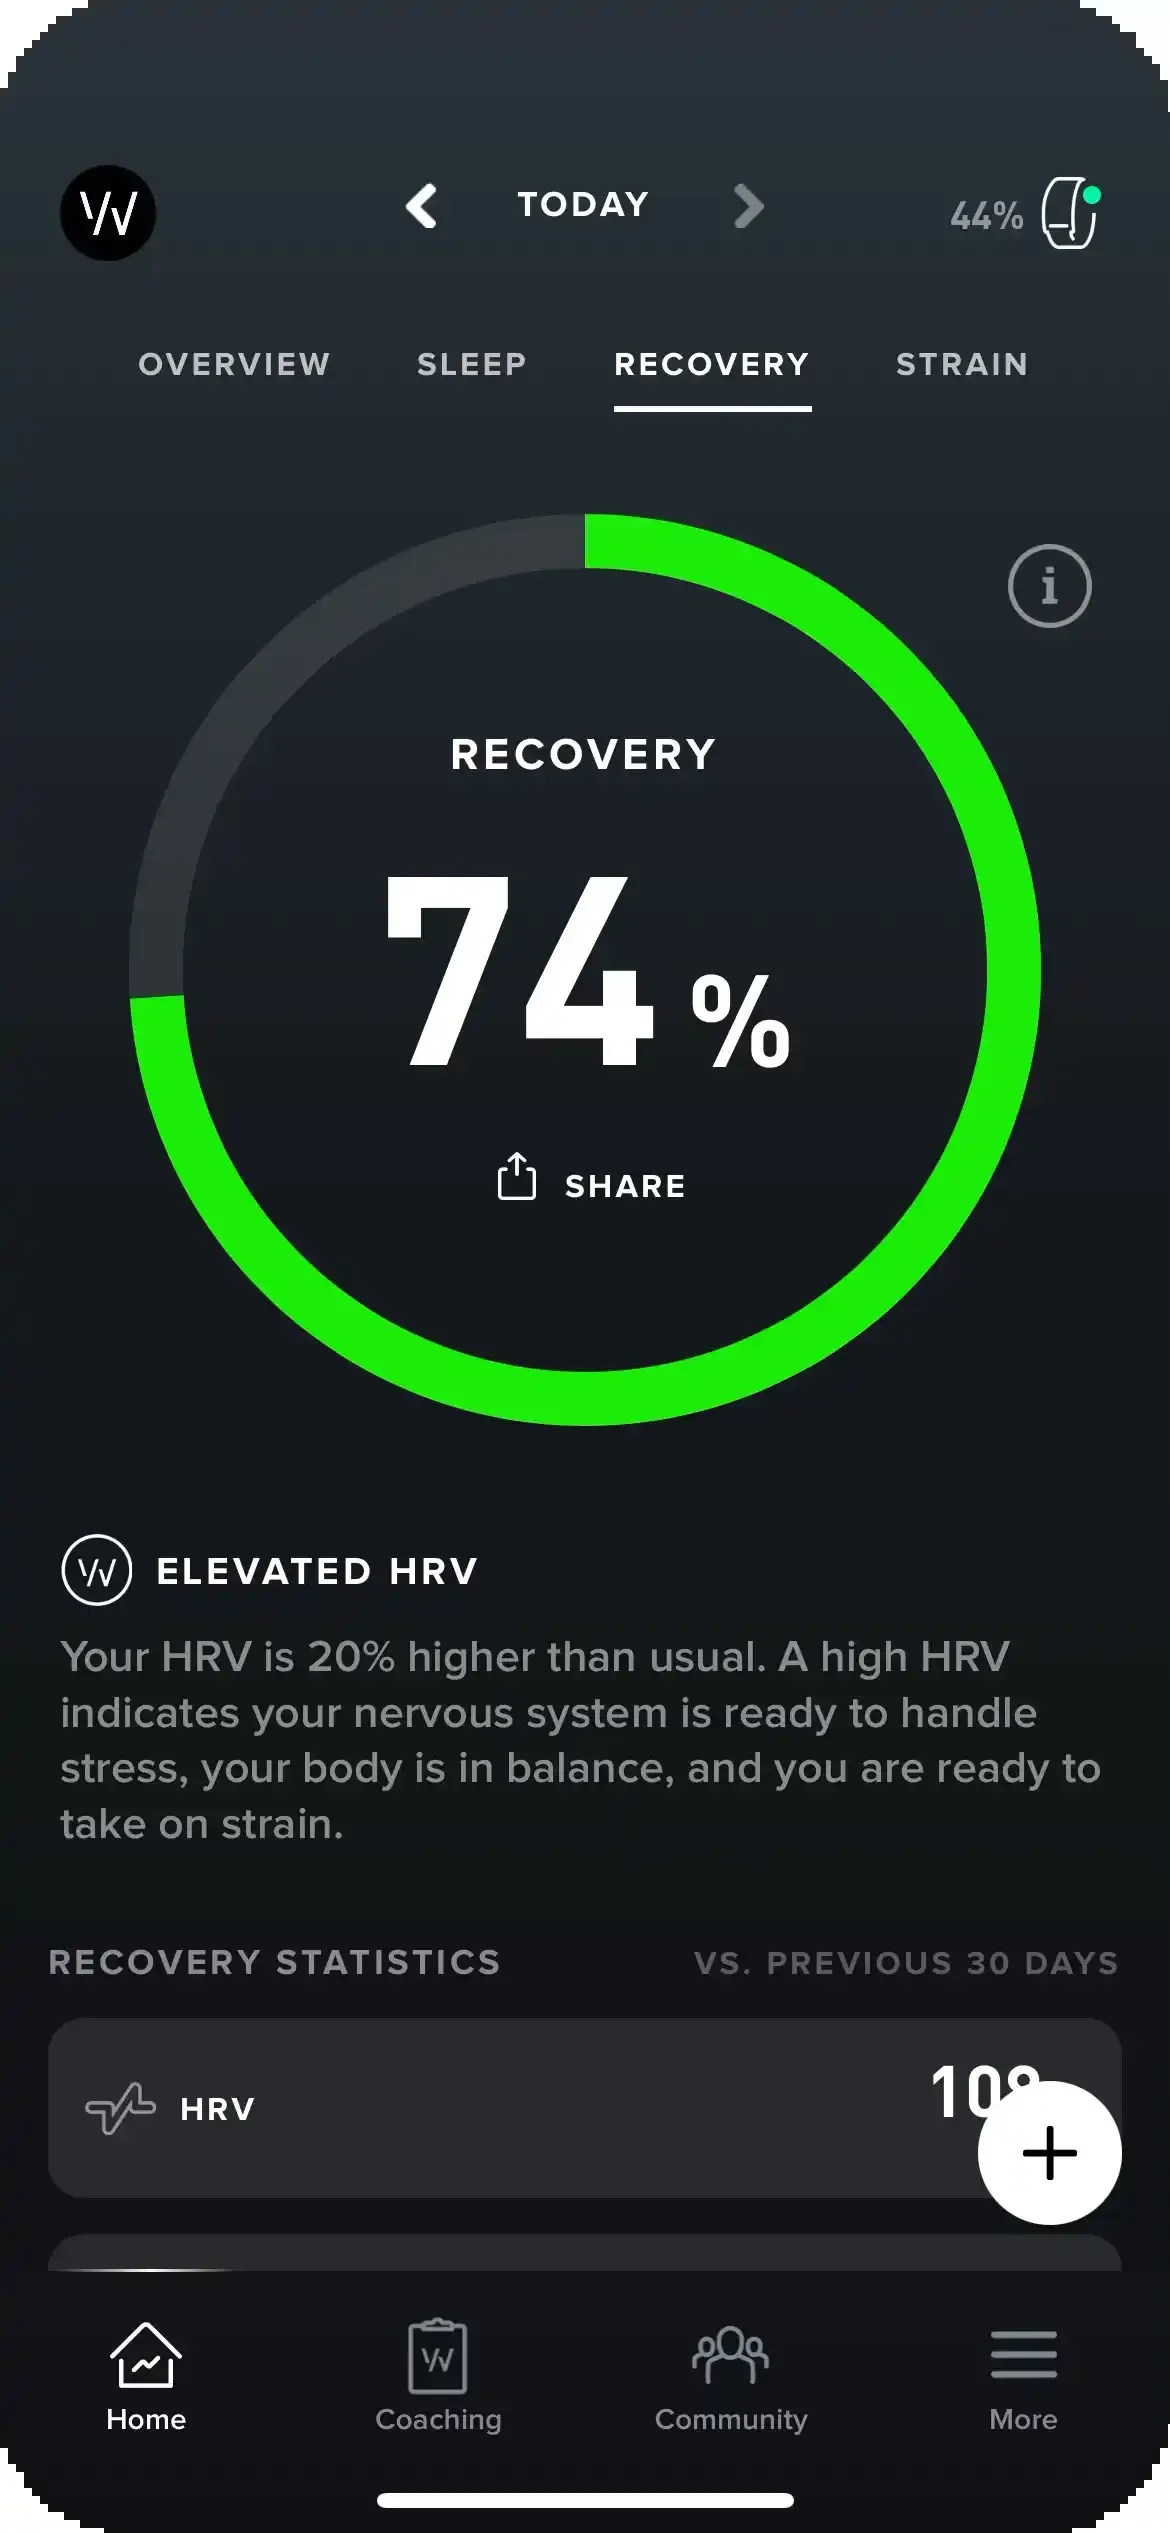 TODAY
44%
OVERVIEW SLEEP RECOVERY STRAIN
RECOVERY
74%
SHARE
ELEVATED HRV
Your HRV is 20% higher than usual. A high HRV
indicates your nervous system is ready to handle
stress, your body is in balance, and you are ready to
take on strain.
RECOVERY STATISTICS VS. PREVIOUS 30 DAYS
HRV
Home Coaching Community More